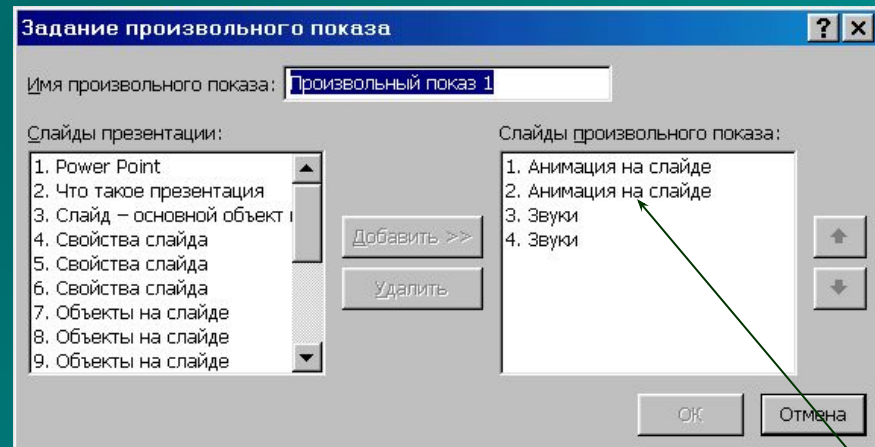 Задание произвольного показа
Имя произвольного показа: Произвольный показ 1
Слайды презентации:
1. Power Point
2. Что такое презентация
3. Слайд – основной объект
4. Свойства слайда
5. Свойства слайда
6. Свойства слайда
7. Объекты на слайде
8. Объекты на слайде
9. Объекты на слайде
Добавить >>
Удалить
Слайды произвольного показа:
1. Анимация на слайде
2. Анимация на слайде
3. Звуки
4. Звуки
ОК
Отмена